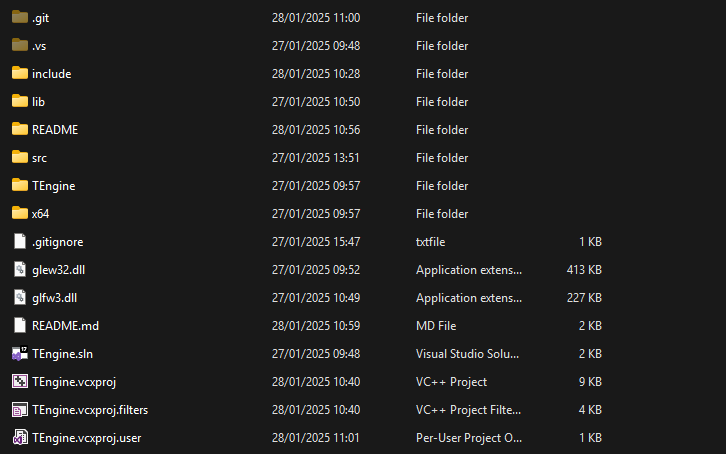 .git 28/01/2025 11:00 File folder
.vs 27/01/2025 09:48 File folder
include 28/01/2025 10:28 File folder
lib 27/01/2025 10:50 File folder
README 28/01/2025 10:56 File folder
src 27/01/2025 13:51 File folder
TEngine 27/01/2025 09:57 File folder
x64 27/01/2025 09:57 File folder
.gitignore 27/01/2025 15:47 txtfile 1 KB
glew32.dll 27/01/2025 09:52 Application extens... 413 KB
glfw3.dll 27/01/2025 10:49 Application extens... 227 KB
README.md 28/01/2025 10:59 MD File 2 KB
TEngine.sln 27/01/2025 09:48 Visual Studio Solu... 2 KB
TEngine.vcxproj 28/01/2025 10:40 VC++ Project 9 KB
TEngine.vcxproj.filters 28/01/2025 10:40 VC++ Project Filte... 4 KB
TEngine.vcxproj.user 28/01/2025 11:01 Per-User Project O... 1 KB